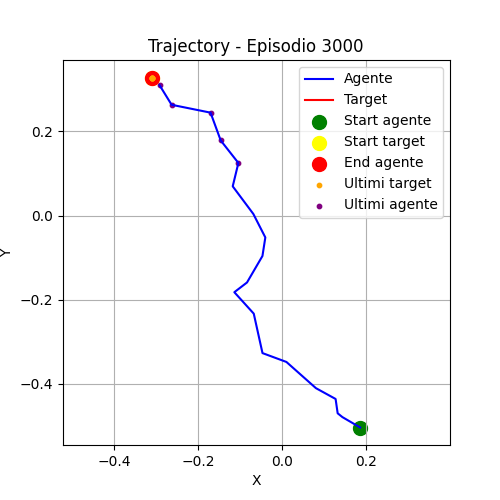 Trajectory - Episodio 3000
Agente
Target
Start agente
Start target
End agente
Ultimi target
Ultimi agente
Y
0.2
0.0
−0.2
−0.4
−0.4
−0.2
0.0
0.2
X